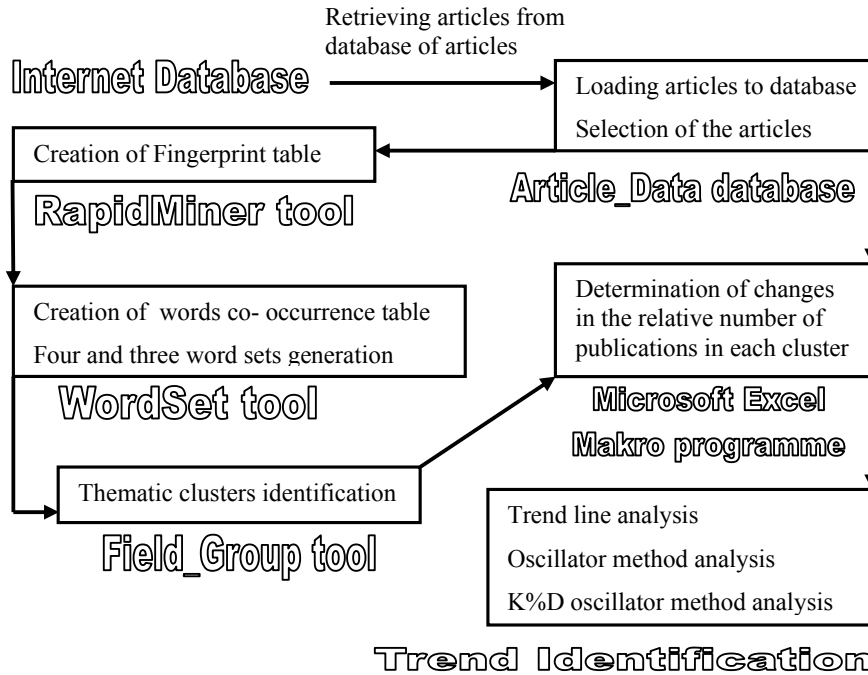 Retrieving articles from
database of articles
Internet Database
Loading articles to database
Selection of the articles
Article_Data database
Creation of Fingerprint table
RapidMiner tool
Creation of words co- occurrence table
Four and three word sets generation
WordSet tool
Thematic clusters identification
Field_Group tool
Determination of changes
in the relative number of
publications in each cluster
Microsoft Excel
Makro programme
Trend line analysis
Oscillator method analysis
K%D oscillator method analysis
Trend Identification